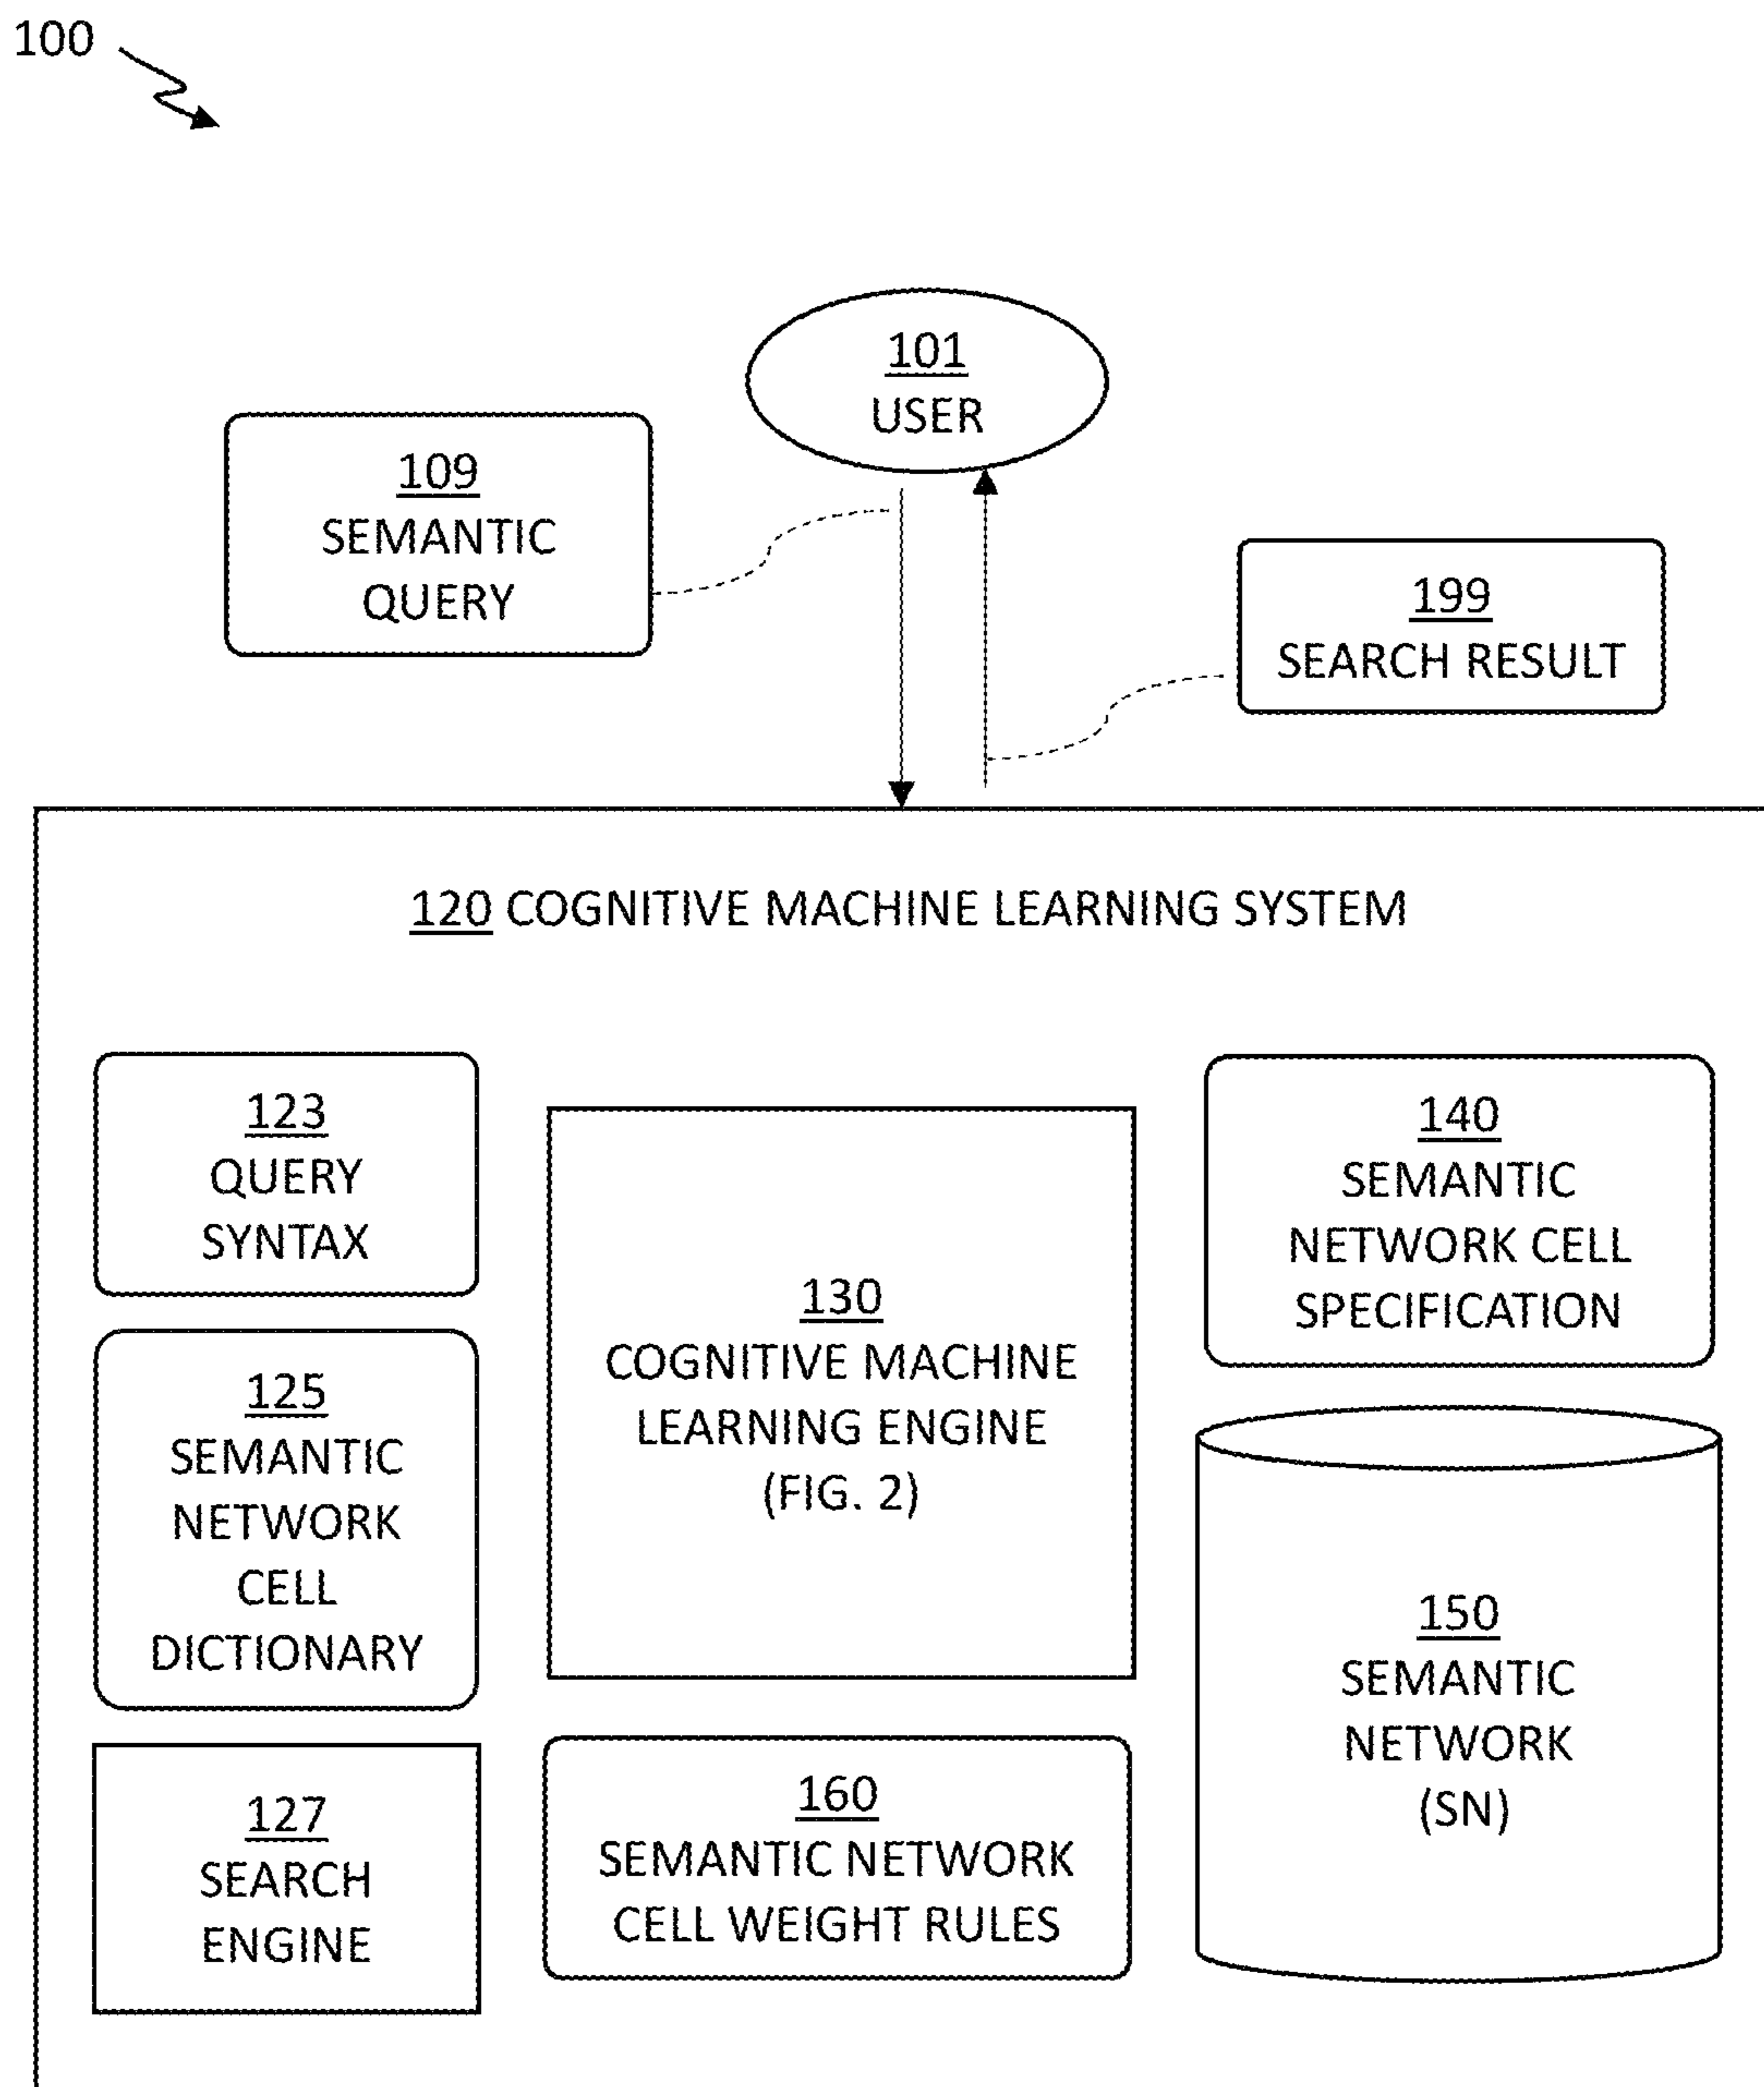 100
101
USER
109
SEMANTIC
QUERY
199
SEARCH RESULT
120 COGNITIVE MACHINE LEARNING SYSTEM
123
QUERY
SYNTAX
125
SEMANTIC
NETWORK
CELL
DICTIONARY
127
SEARCH
ENGINE
130
COGNITIVE MACHINE
LEARNING ENGINE
(FIG. 2)
160
SEMANTIC NETWORK
CELL WEIGHT RULES
140
SEMANTIC
NETWORK CELL
SPECIFICATION
150
SEMANTIC
NETWORK
(SN)